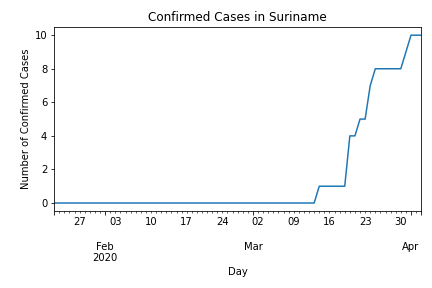 Confirmed Cases in Suriname
Number of Confirmed Cases
10
8
6
4
2
0
27 03 10 17 24 02 09 16 23 30
Feb Mar Apr
2020
Day